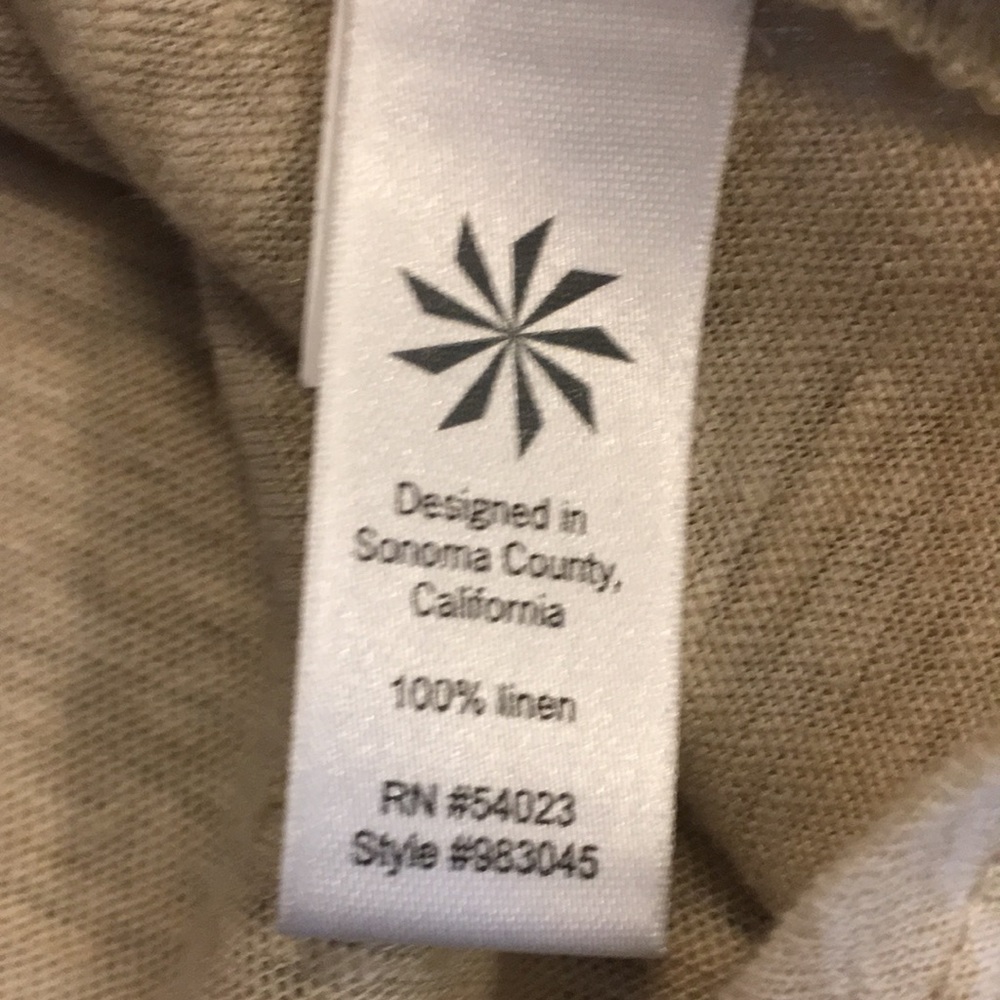 Designed in
Sonoma County,
California
100% linen
RN #54023
Style #983045